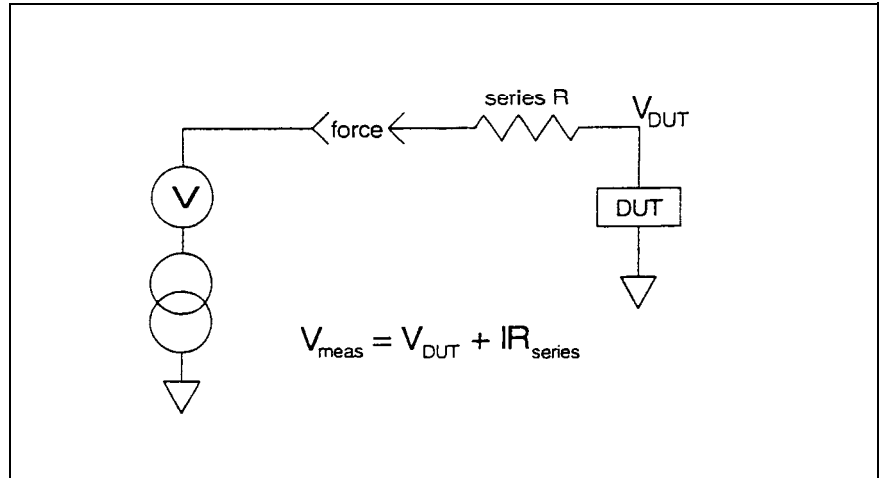 series R
force
V_DUT
V
DUT
V_meas = V_DUT + IR_series